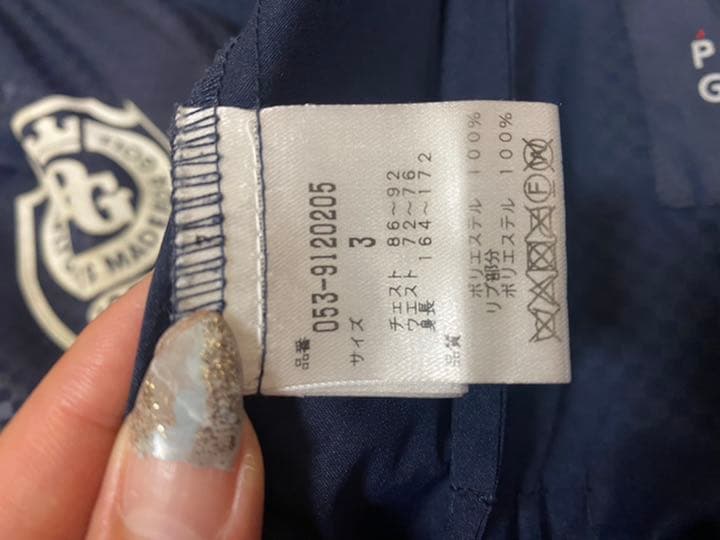 品番
053-9120205
サイズ 3
チェスト 86～92
ウエスト 72～76
身長 164～172
品質
ポリエステル 100%
リブ部分
ポリエステル 100%
F
W
PG
MADE
P
G